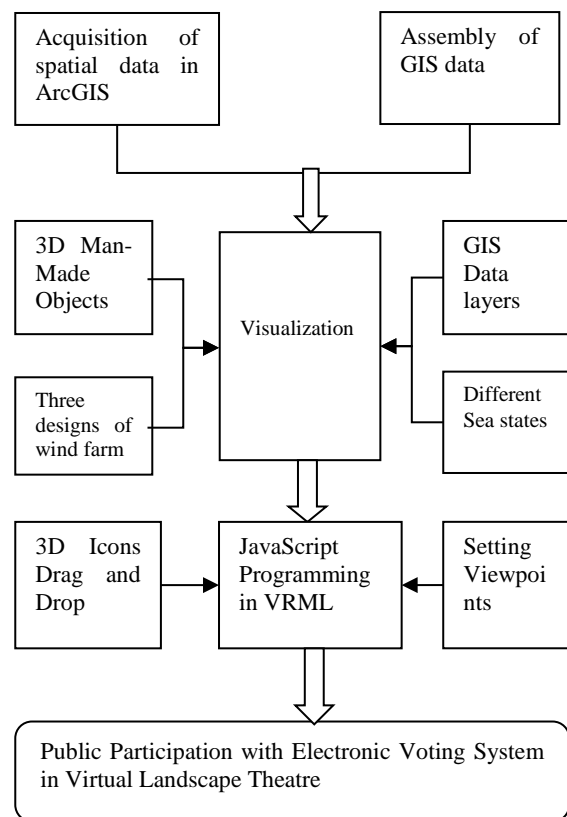 Acquisition of
spatial data in
ArcGIS
Assembly of
GIS data
3D Man-
Made
Objects
Three
designs of
wind farm
Visualization
GIS
Data
layers
Different
Sea states
3D Icons
Drag and
Drop
JavaScript
Programming
in VRML
Setting
Viewpoi
nts
Public Participation with Electronic Voting System
in Virtual Landscape Theatre